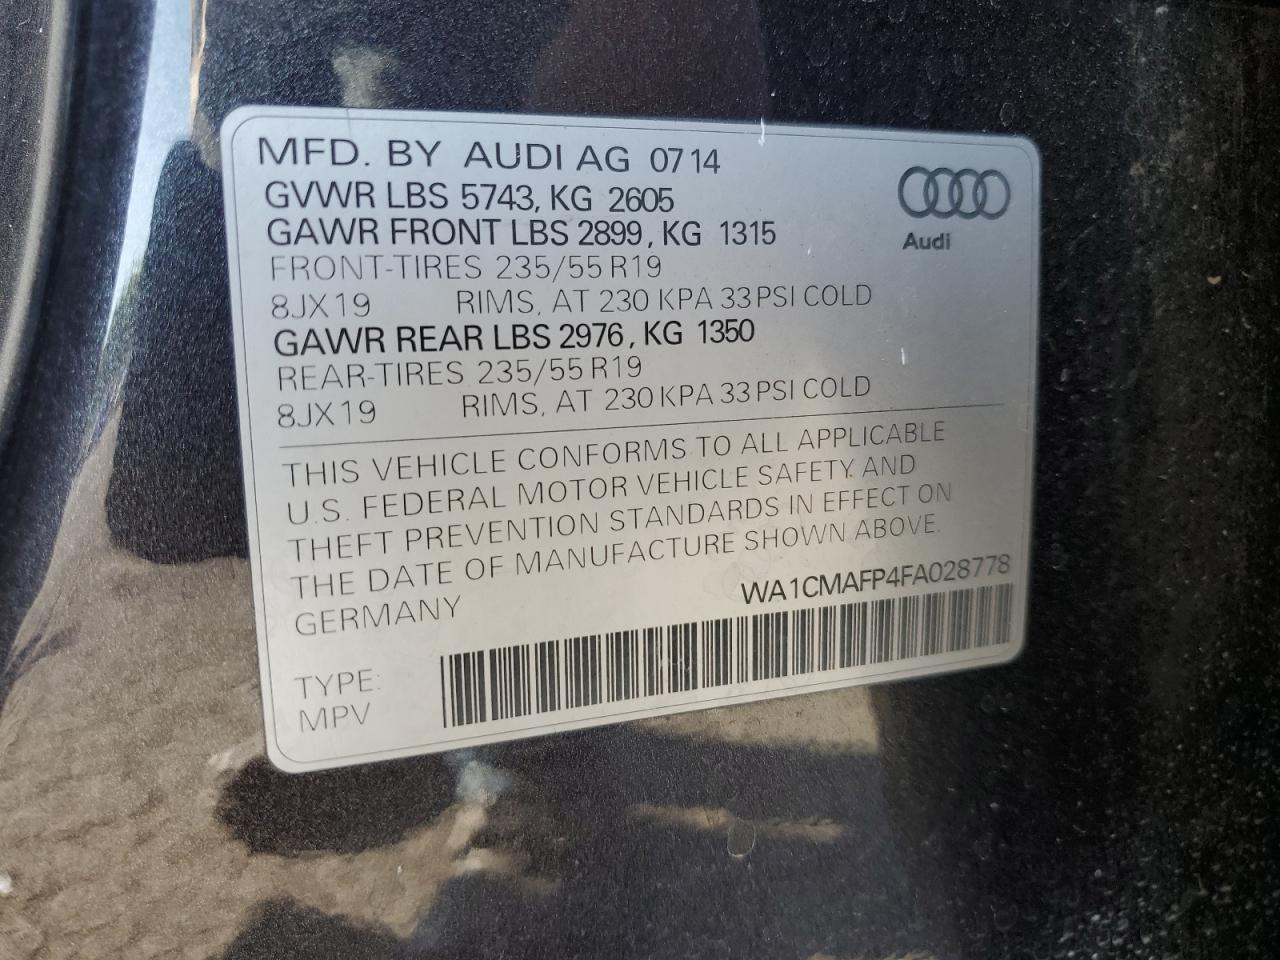 MFD. BY AUDI AG 0714
GVWR LBS 5743, KG 2605
GAWR FRONT LBS 2899, KG 1315
FRONT-TIRES 235/55 R19
8JX19 RIMS, AT 230 KPA 33 PSI COLD
GAWR REAR LBS 2976, KG 1350
REAR-TIRES 235/55 R19
8JX19 RIMS, AT 230 KPA 33 PSI COLD
Audi
THIS VEHICLE CONFORMS TO ALL APPLICABLE
U.S. FEDERAL MOTOR VEHICLE SAFETY, AND
THEFT PREVENTION STANDARDS IN EFFECT ON
THE DATE OF MANUFACTURE SHOWN ABOVE.
GERMANY
WA1CMAFP4FA028778
TYPE:
MPV